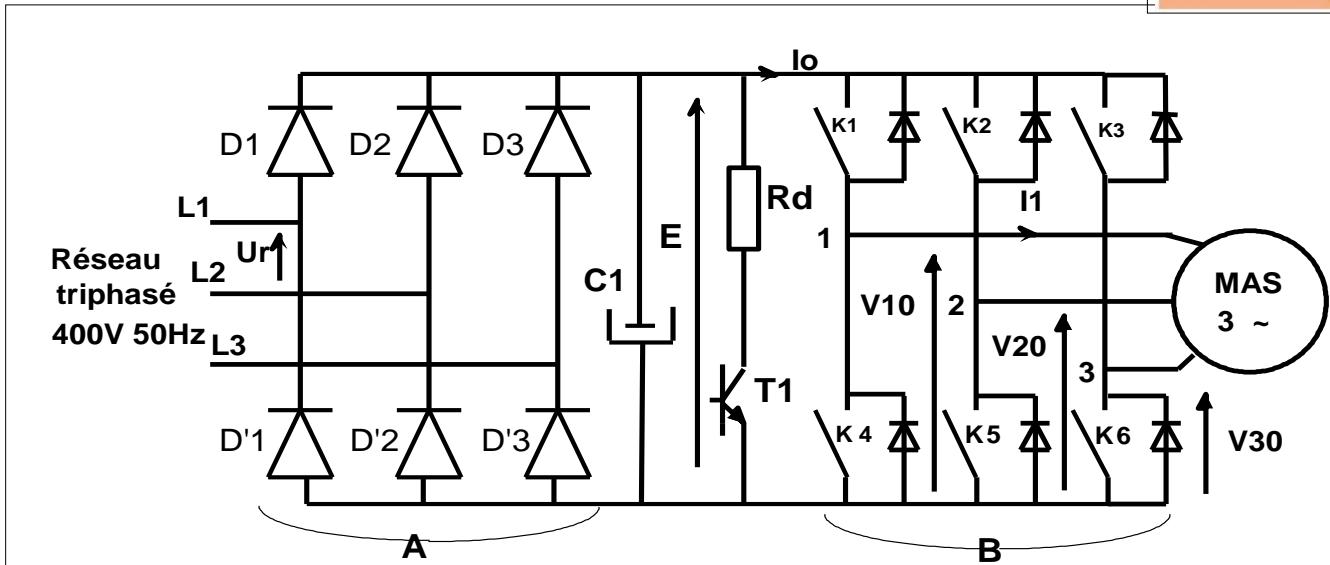 Io
D1 D2 D3
K1 K2 K3
L1
Ur
Rd
I1
E
1
Réseau
triphasé
400V 50Hz
L2
C1
V10
2
MAS
3 ~
L3
V20
3
T1
D'1 D'2 D'3
K4 K5 K6
V30
A
B